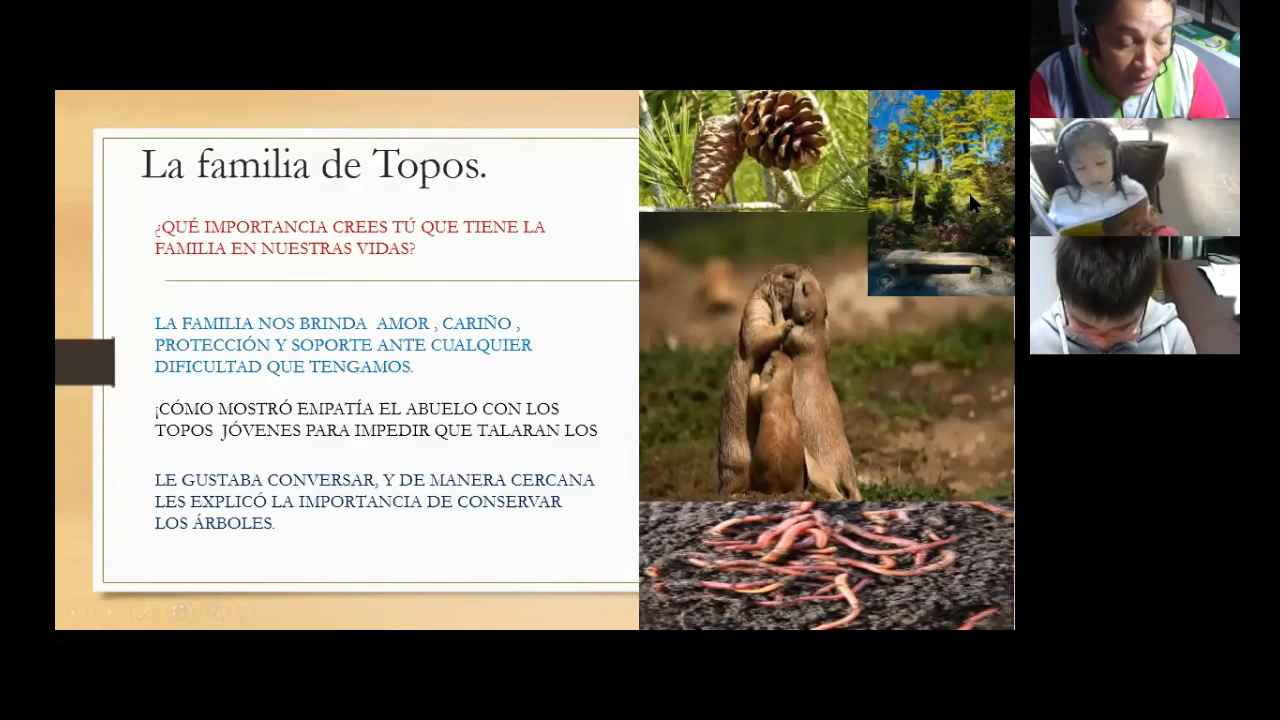 La familia de Topos.
¿QUÉ IMPORTANCIA CREES TÚ QUE TIENE LA
FAMILIA EN NUESTRAS VIDAS?
LA FAMILIA NOS BRINDA AMOR , CARIÑO ,
PROTECCIÓN Y SOPORTE ANTE CUALQUIER
DIFICULTAD QUE TENGAMOS.
¡CÓMO MOSTRÓ EMPATÍA EL ABUELO CON LOS
TOPOS JÓVENES PARA IMPEDIR QUE TALARAN LOS
LE GUSTABA CONVERSAR, Y DE MANERA CERCANA
LES EXPLICÓ LA IMPORTANCIA DE CONSERVAR
LOS ÁRBOLES.